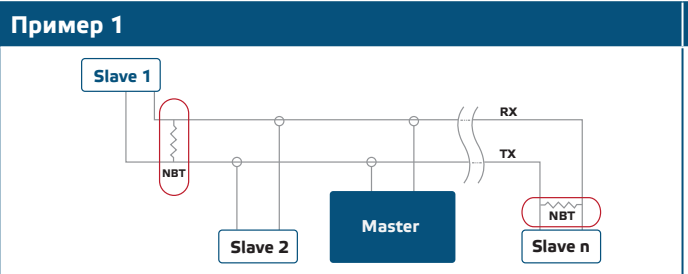 Пример 1
Slave 1
RX
TX
NBT
Slave 2
Master
NBT
Slave n